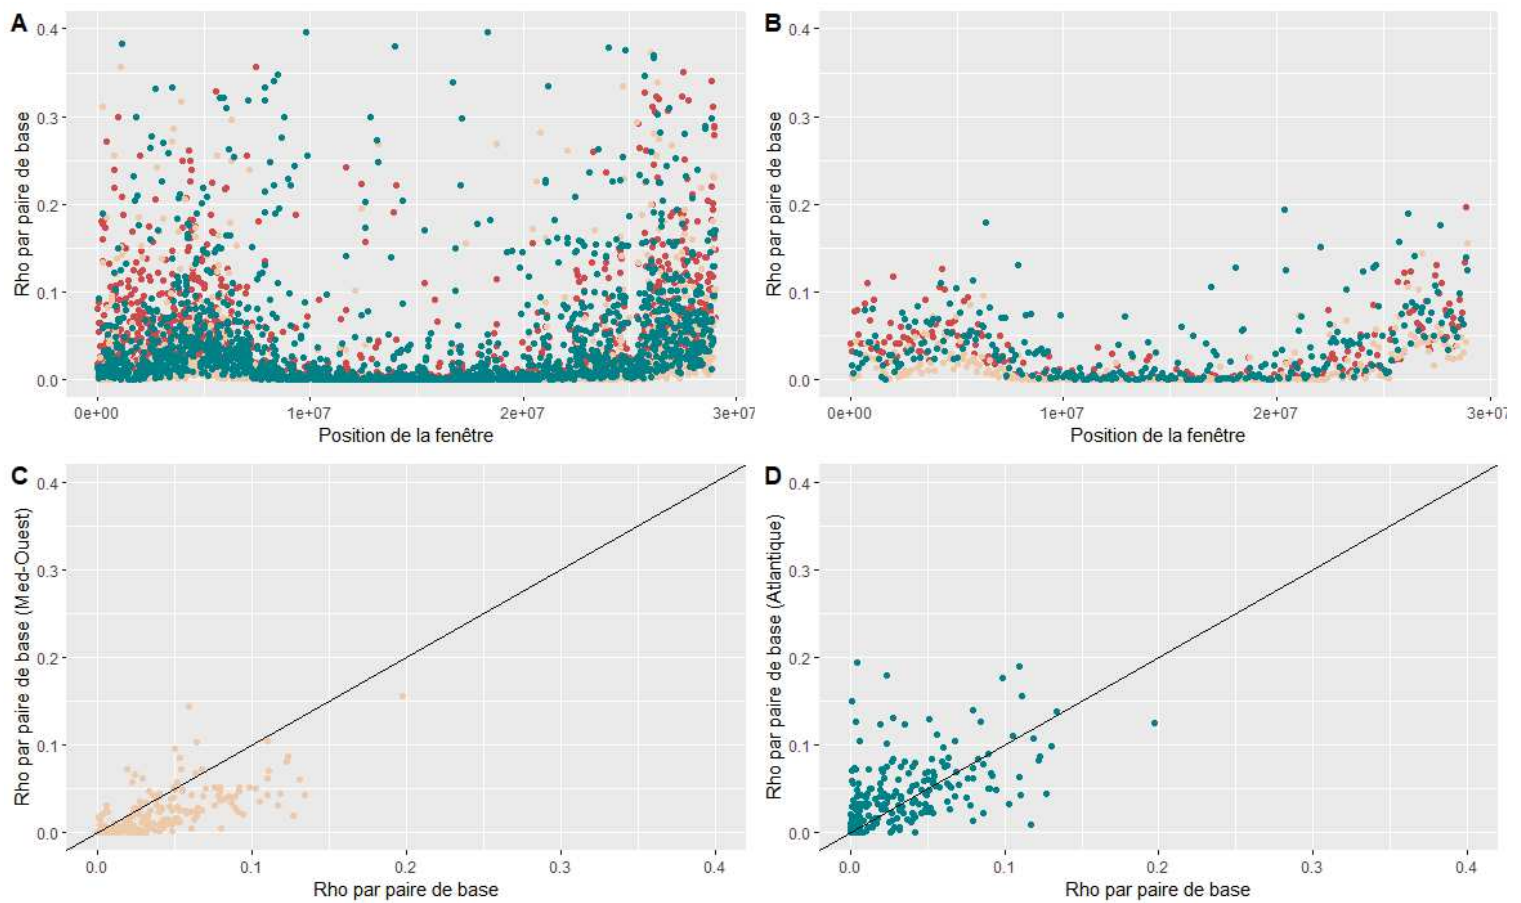 A
B
Rho par paire de base
0.4
0.3
0.2
0.1
0.0
0e+00
1e+07
2e+07
3e+07
Position de la fenêtre
Rho par paire de base
0.4
0.3
0.2
0.1
0.0
0e+00
1e+07
2e+07
3e+07
Position de la fenêtre
C
D
Rho par paire de base (Med-Ouest)
0.4
0.3
0.2
0.1
0.0
0.0
0.1
0.2
0.3
0.4
Rho par paire de base
Rho par paire de base (Atlantique)
0.4
0.3
0.2
0.1
0.0
0.0
0.1
0.2
0.3
0.4
Rho par paire de base